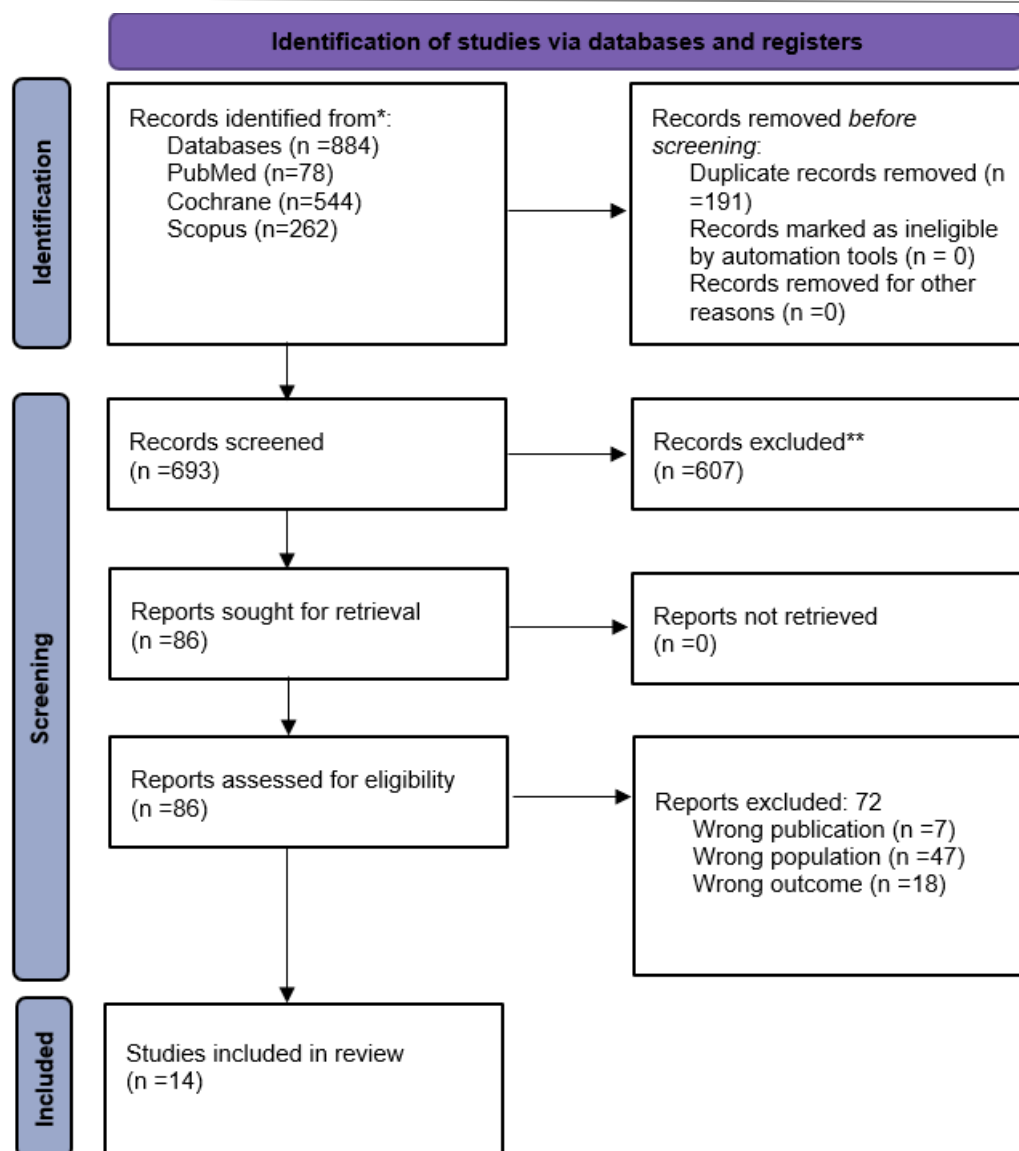 Identification of studies via databases and registers
Identification
Records identified from*:
Databases (n =884)
PubMed (n=78)
Cochrane (n=544)
Scopus (n=262)
Records removed before
screening:
Duplicate records removed (n
=191)
Records marked as ineligible
by automation tools (n = 0)
Records removed for other
reasons (n =0)
Screening
Records screened
(n =693)
Records excluded**
(n =607)
Reports sought for retrieval
(n =86)
Reports not retrieved
(n =0)
Reports assessed for eligibility
(n =86)
Reports excluded: 72
Wrong publication (n =7)
Wrong population (n =47)
Wrong outcome (n =18)
Included
Studies included in review
(n =14)